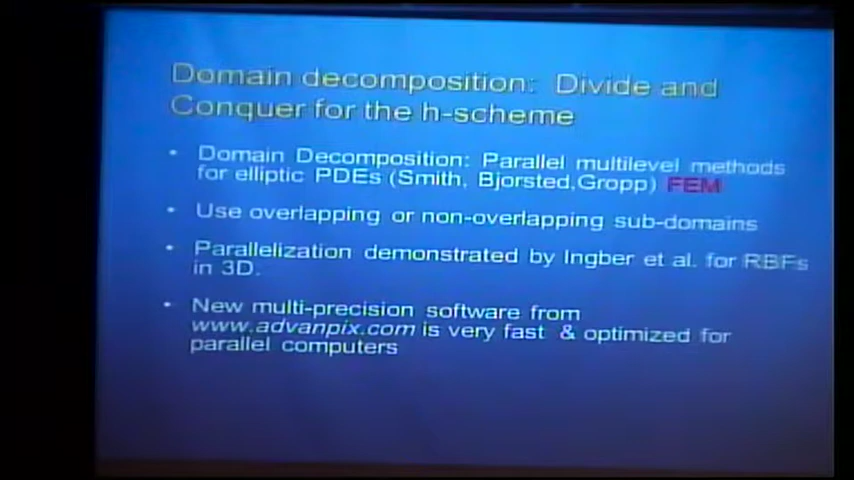 Domain decomposition: Divide and
Conquer for the h-scheme
• Domain Decomposition: Parallel multilevel methods
for elliptic PDEs (Smith, Bjorsted,Gropp) FEM
• Use overlapping or non-overlapping sub-domains
• Parallelization demonstrated by Ingber et al. for RBFs
in 3D.
• New multi-precision software from
www.advanpix.com is very fast & optimized for
parallel computers